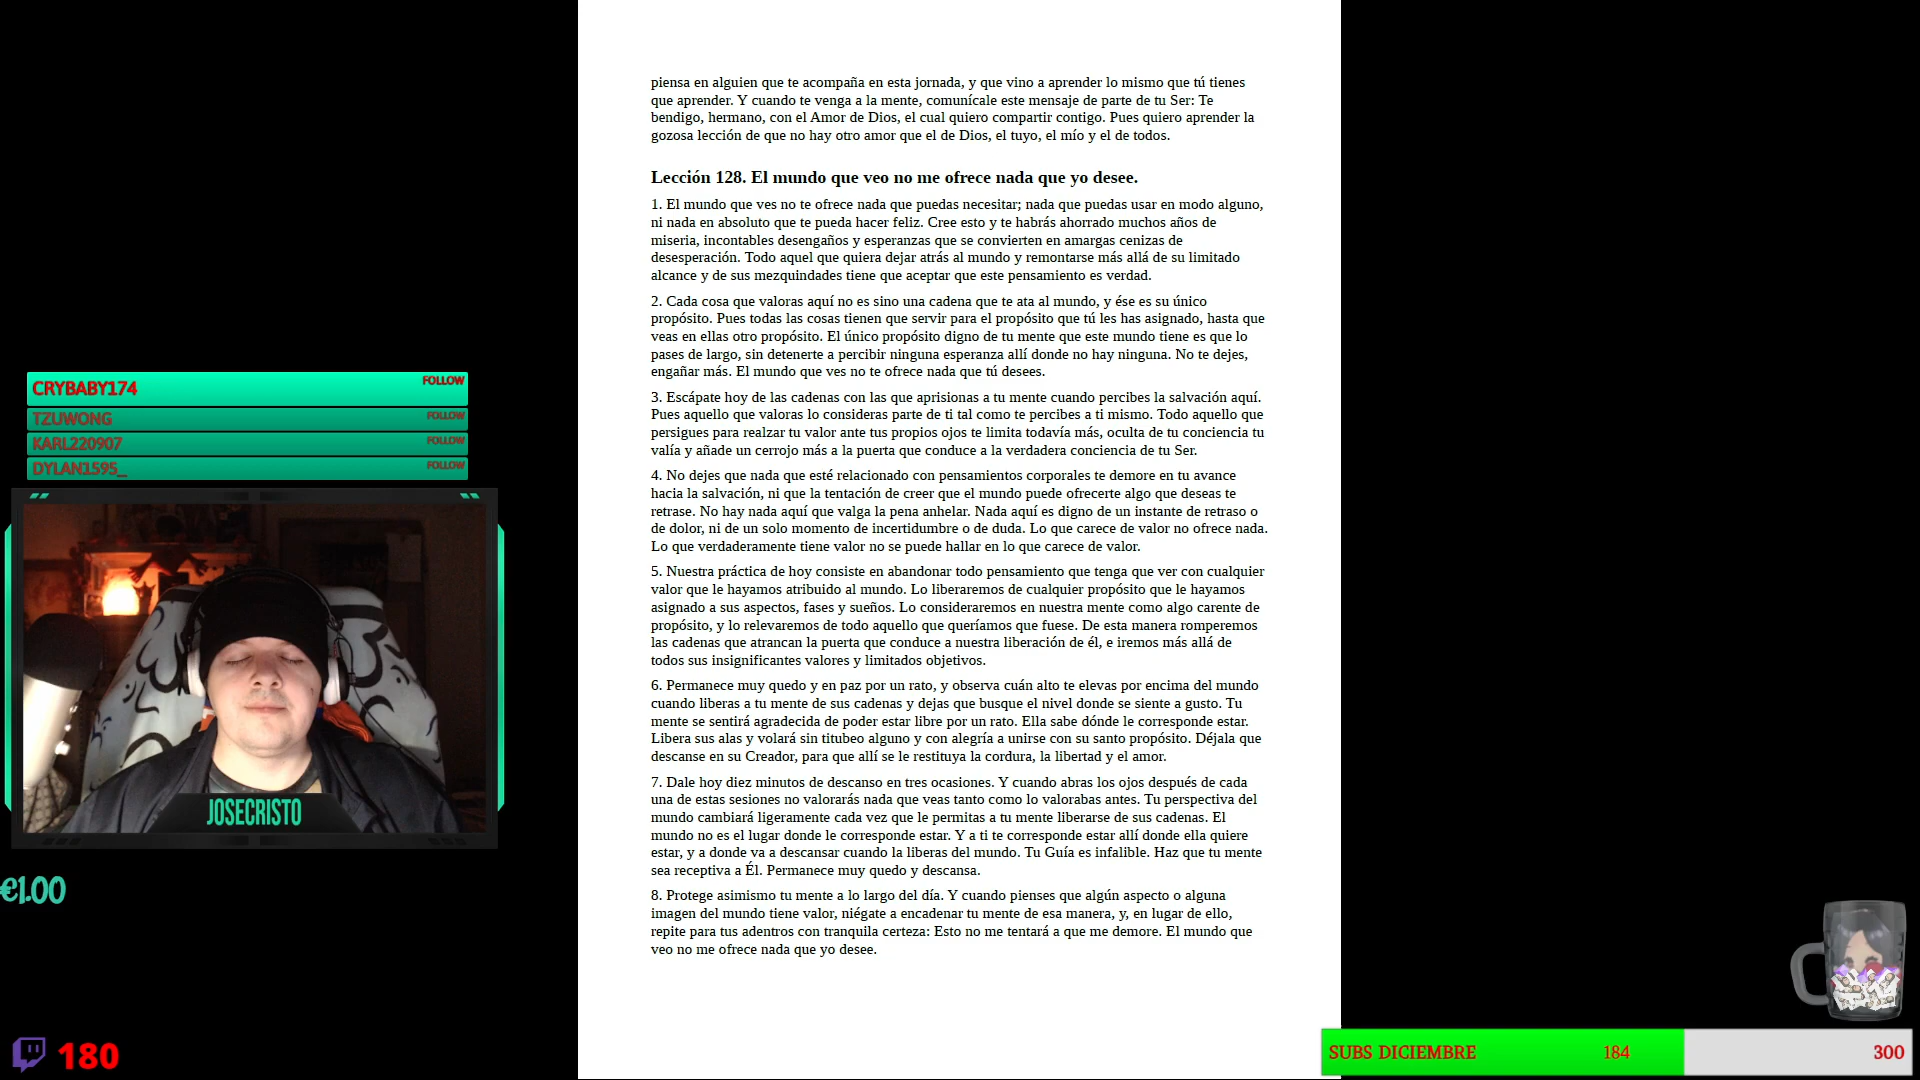 piensa en alguien que te acompaña en esta jornada, y que vino a aprender lo mismo que tú tienes
que aprender. Y cuando te venga a la mente, comunícale este mensaje de parte de tu Ser: Te
bendigo, hermano, con el Amor de Dios, el cual quiero compartir contigo. Pues quiero aprender la
gozosa lección de que no hay otro amor que el de Dios, el tuyo, el mío y el de todos.
Lección 128. El mundo que veo no me ofrece nada que yo desee.
1. El mundo que ves no te ofrece nada que puedas necesitar; nada que puedas usar en modo alguno,
ni nada en absoluto que te pueda hacer feliz. Cree esto y te habrás ahorrado muchos años de
miseria, incontables desengaños y esperanzas que se convierten en amargas cenizas de
desesperación. Todo aquel que quiera dejar atrás al mundo y remontarse más allá de su limitado
alcance y de sus mezquindades tiene que aceptar que este pensamiento es verdad.
2. Cada cosa que valoras aquí no es sino una cadena que te ata al mundo, y ése es su único
propósito. Pues todas las cosas tienen que servir para el propósito que tú les has asignado, hasta que
veas en ellas otro propósito. El único propósito digno de tu mente que este mundo tiene es que lo
pases de largo, sin detenerte a percibir ninguna esperanza allí donde no hay ninguna. No te dejes,
engañar más. El mundo que ves no te ofrece nada que tú desees.
3. Escápate hoy de las cadenas con las que aprisionas a tu mente cuando percibes la salvación aquí.
Pues aquello que valoras lo consideras parte de ti tal como te percibes a ti mismo. Todo aquello que
persigues para realzar tu valor ante tus propios ojos te limita todavía más, oculta de tu conciencia tu
valía y añade un cerrojo más a la puerta que conduce a la verdadera conciencia de tu Ser.
4. No dejes que nada que esté relacionado con pensamientos corporales te demore en tu avance
hacia la salvación, ni que la tentación de creer que el mundo puede ofrecerte algo que deseas te
retrase. No hay nada aquí que valga la pena anhelar. Nada aquí es digno de un instante de retraso o
de dolor, ni de un solo momento de incertidumbre o de duda. Lo que carece de valor no ofrece nada.
Lo que verdaderamente tiene valor no se puede hallar en lo que carece de valor.
5. Nuestra práctica de hoy consiste en abandonar todo pensamiento que tenga que ver con cualquier
valor que le hayamos atribuido al mundo. Lo liberaremos de cualquier propósito que le hayamos
asignado a sus aspectos, fases y sueños. Lo consideraremos en nuestra mente como algo carente de
propósito, y lo relevaremos de todo aquello que queríamos que fuese. De esta manera romperemos
las cadenas que atrancan la puerta que conduce a nuestra liberación de él, e iremos más allá de
todos sus insignificantes valores y limitados objetivos.
6. Permanece muy quedo y en paz por un rato, y observa cuán alto te elevas por encima del mundo
cuando liberas a tu mente de sus cadenas y dejas que busque el nivel donde se siente a gusto. Tu
mente se sentirá agradecida de poder estar libre por un rato. Ella sabe dónde le corresponde estar.
Libera sus alas y volará sin titubeo alguno y con alegría a unirse con su santo propósito. Déjala que
descanse en su Creador, para que allí se le restituya la cordura, la libertad y el amor.
7. Dale hoy diez minutos de descanso en tres ocasiones. Y cuando abras los ojos después de cada
una de estas sesiones no valorarás nada que veas tanto como lo valorabas antes. Tu perspectiva del
mundo cambiará ligeramente cada vez que le permitas a tu mente liberarse de sus cadenas. El
mundo no es el lugar donde le corresponde estar. Y a ti te corresponde estar allí donde ella quiere
estar, y a donde va a descansar cuando la liberas del mundo. Tu Guía es infalible. Haz que tu mente
sea receptiva a Él. Permanece muy quedo y descansa.
8. Protege asimismo tu mente a lo largo del día. Y cuando pienses que algún aspecto o alguna
imagen del mundo tiene valor, niégate a encadenar tu mente de esa manera, y, en lugar de ello,
repite para tus adentros con tranquila certeza: Esto no me tentará a que me demore. El mundo que
veo no me ofrece nada que yo desee.
CRYBABY174 FOLLOW
TZUWONG FOLLOW
KARL220907 FOLLOW
DYLAN1595_ FOLLOW
JOSECRISTO
€1.00
180
SUBS DICIEMBRE 184 300